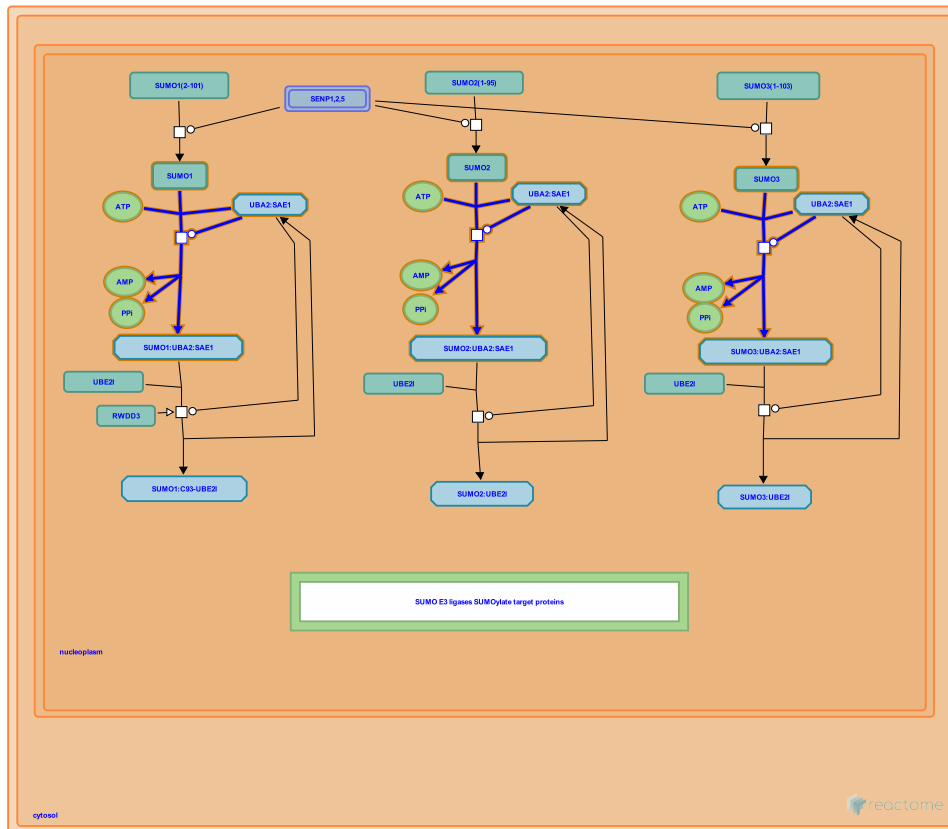 SUMO1(2-101)
SENP1,2,5
SUMO2(1-95)
SUMO3(1-103)
SUMO1
SUMO2
SUMO3
ATP
UBA2:SAE1
ATP
UBA2:SAE1
ATP
UBA2:SAE1
AMP
PPi
AMP
PPi
AMP
PPi
SUMO1:UBA2:SAE1
SUMO2:UBA2:SAE1
SUMO3:UBA2:SAE1
UBE2I
UBE2I
UBE2I
RWDD3
SUMO1:C93-UBE2I
SUMO2:UBE2I
SUMO3:UBE2I
SUMO E3 ligases SUMOylate target proteins
nucleoplasm
cytosol
reactome